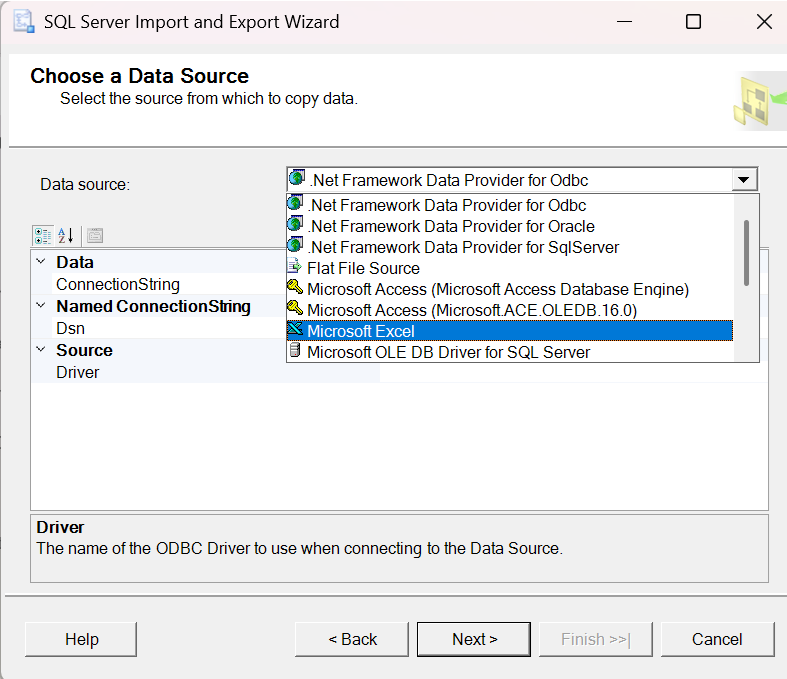 SQL Server Import and Export Wizard
Choose a Data Source
Select the source from which to copy data.
Data source:
.Net Framework Data Provider for Odbc
.Net Framework Data Provider for Odbc
.Net Framework Data Provider for Oracle
.Net Framework Data Provider for SqlServer
Flat File Source
Microsoft Access (Microsoft Access Database Engine)
Microsoft Access (Microsoft.ACE.OLEDB.16.0)
Microsoft Excel
Microsoft OLE DB Driver for SQL Server
Data
ConnectionString
Named ConnectionString
Dsn
Source
Driver
Driver
The name of the ODBC Driver to use when connecting to the Data Source.
Help
< Back
Next >
Finish >>|
Cancel